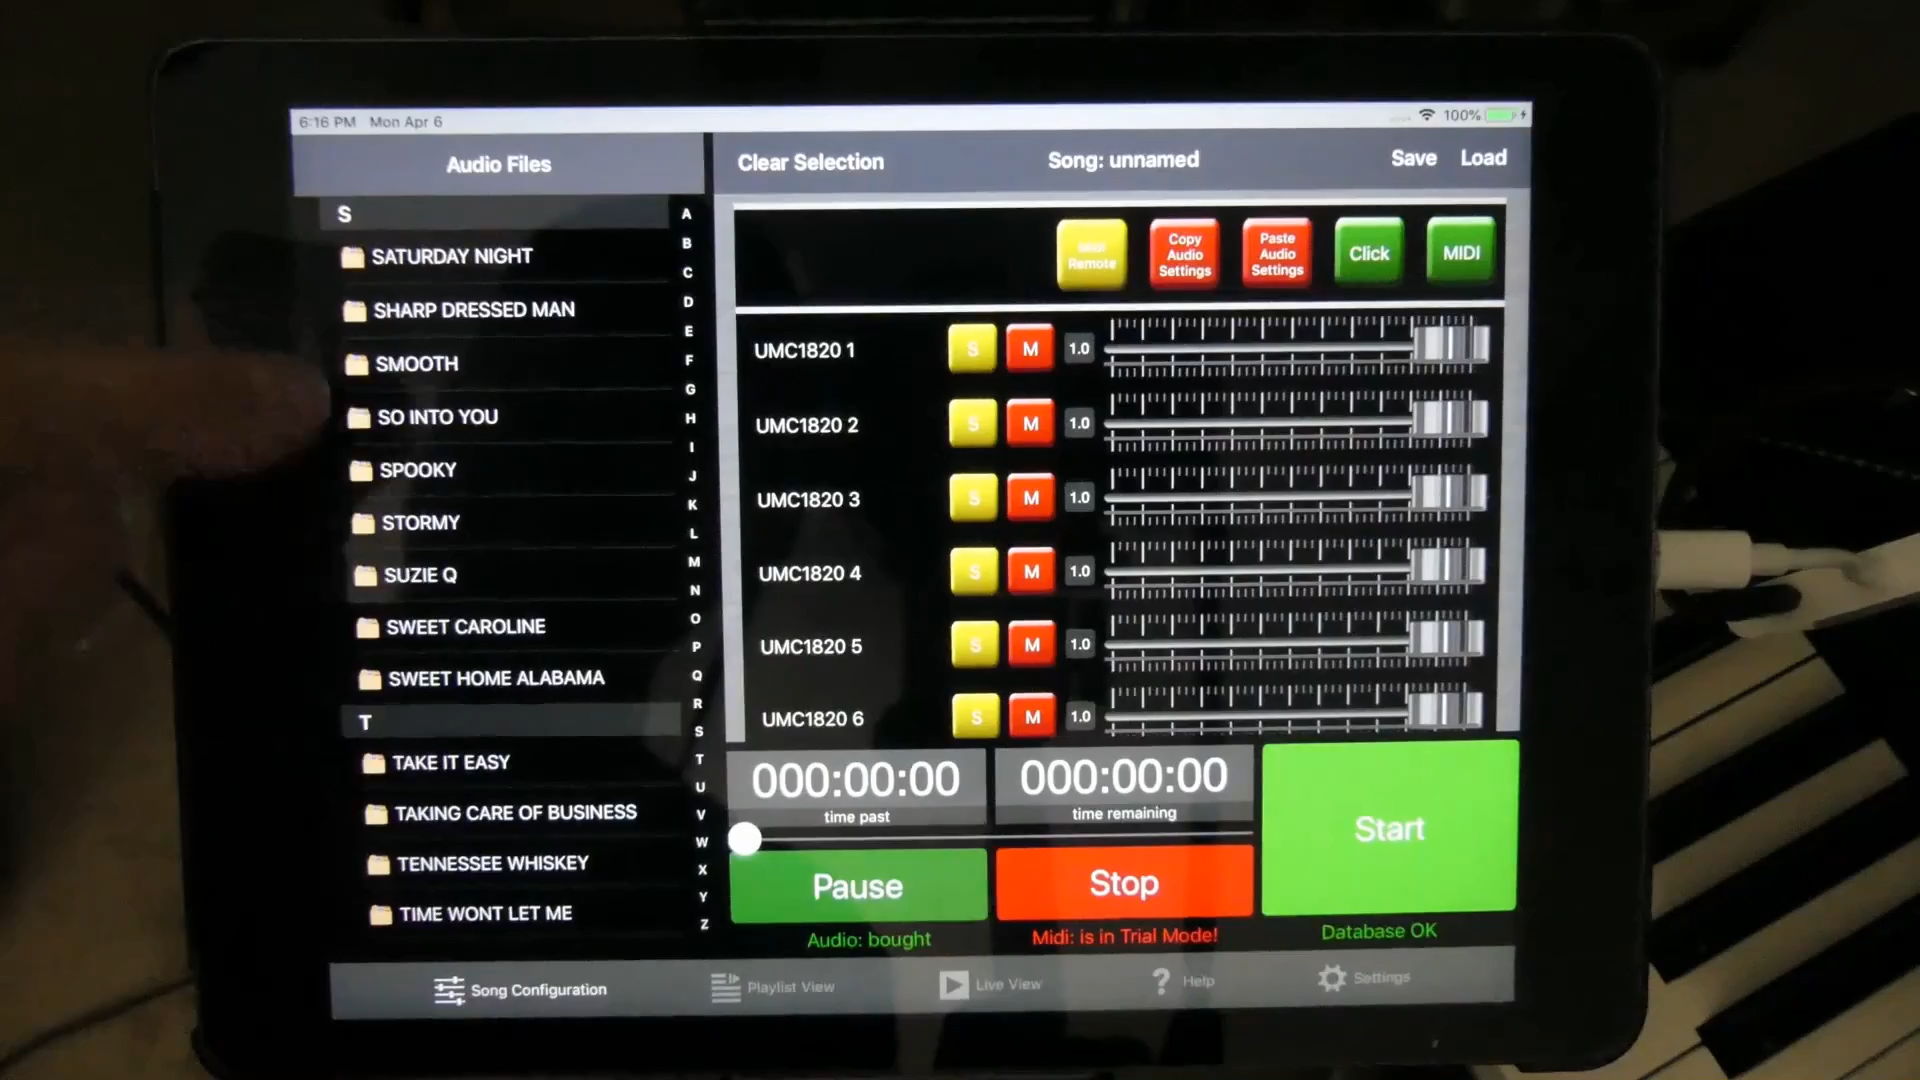 6:16 PM Mon Apr 6
100%
Audio Files
Clear Selection
Song: unnamed
Save
Load
S
SATURDAY NIGHT
SHARP DRESSED MAN
SMOOTH
SO INTO YOU
SPOOKY
STORMY
SUZIE Q
SWEET CAROLINE
SWEET HOME ALABAMA
T
TAKE IT EASY
TAKING CARE OF BUSINESS
TENNESSEE WHISKEY
TIME WONT LET ME
A
B
C
D
E
F
G
H
I
J
K
L
M
N
O
P
Q
R
S
T
U
V
W
X
Y
Z
Remote
Copy
Audio
Settings
Paste
Audio
Settings
Click
MIDI
UMC1820 1 S M 1.0
UMC1820 2 S M 1.0
UMC1820 3 S M 1.0
UMC1820 4 S M 1.0
UMC1820 5 S M 1.0
UMC1820 6 S M 1.0
000:00:00
time past
000:00:00
time remaining
Start
Pause
Stop
Audio: bought
Midi: is in Trial Mode!
Database OK
Song Configuration
Playlist View
Live View
? Help
Settings